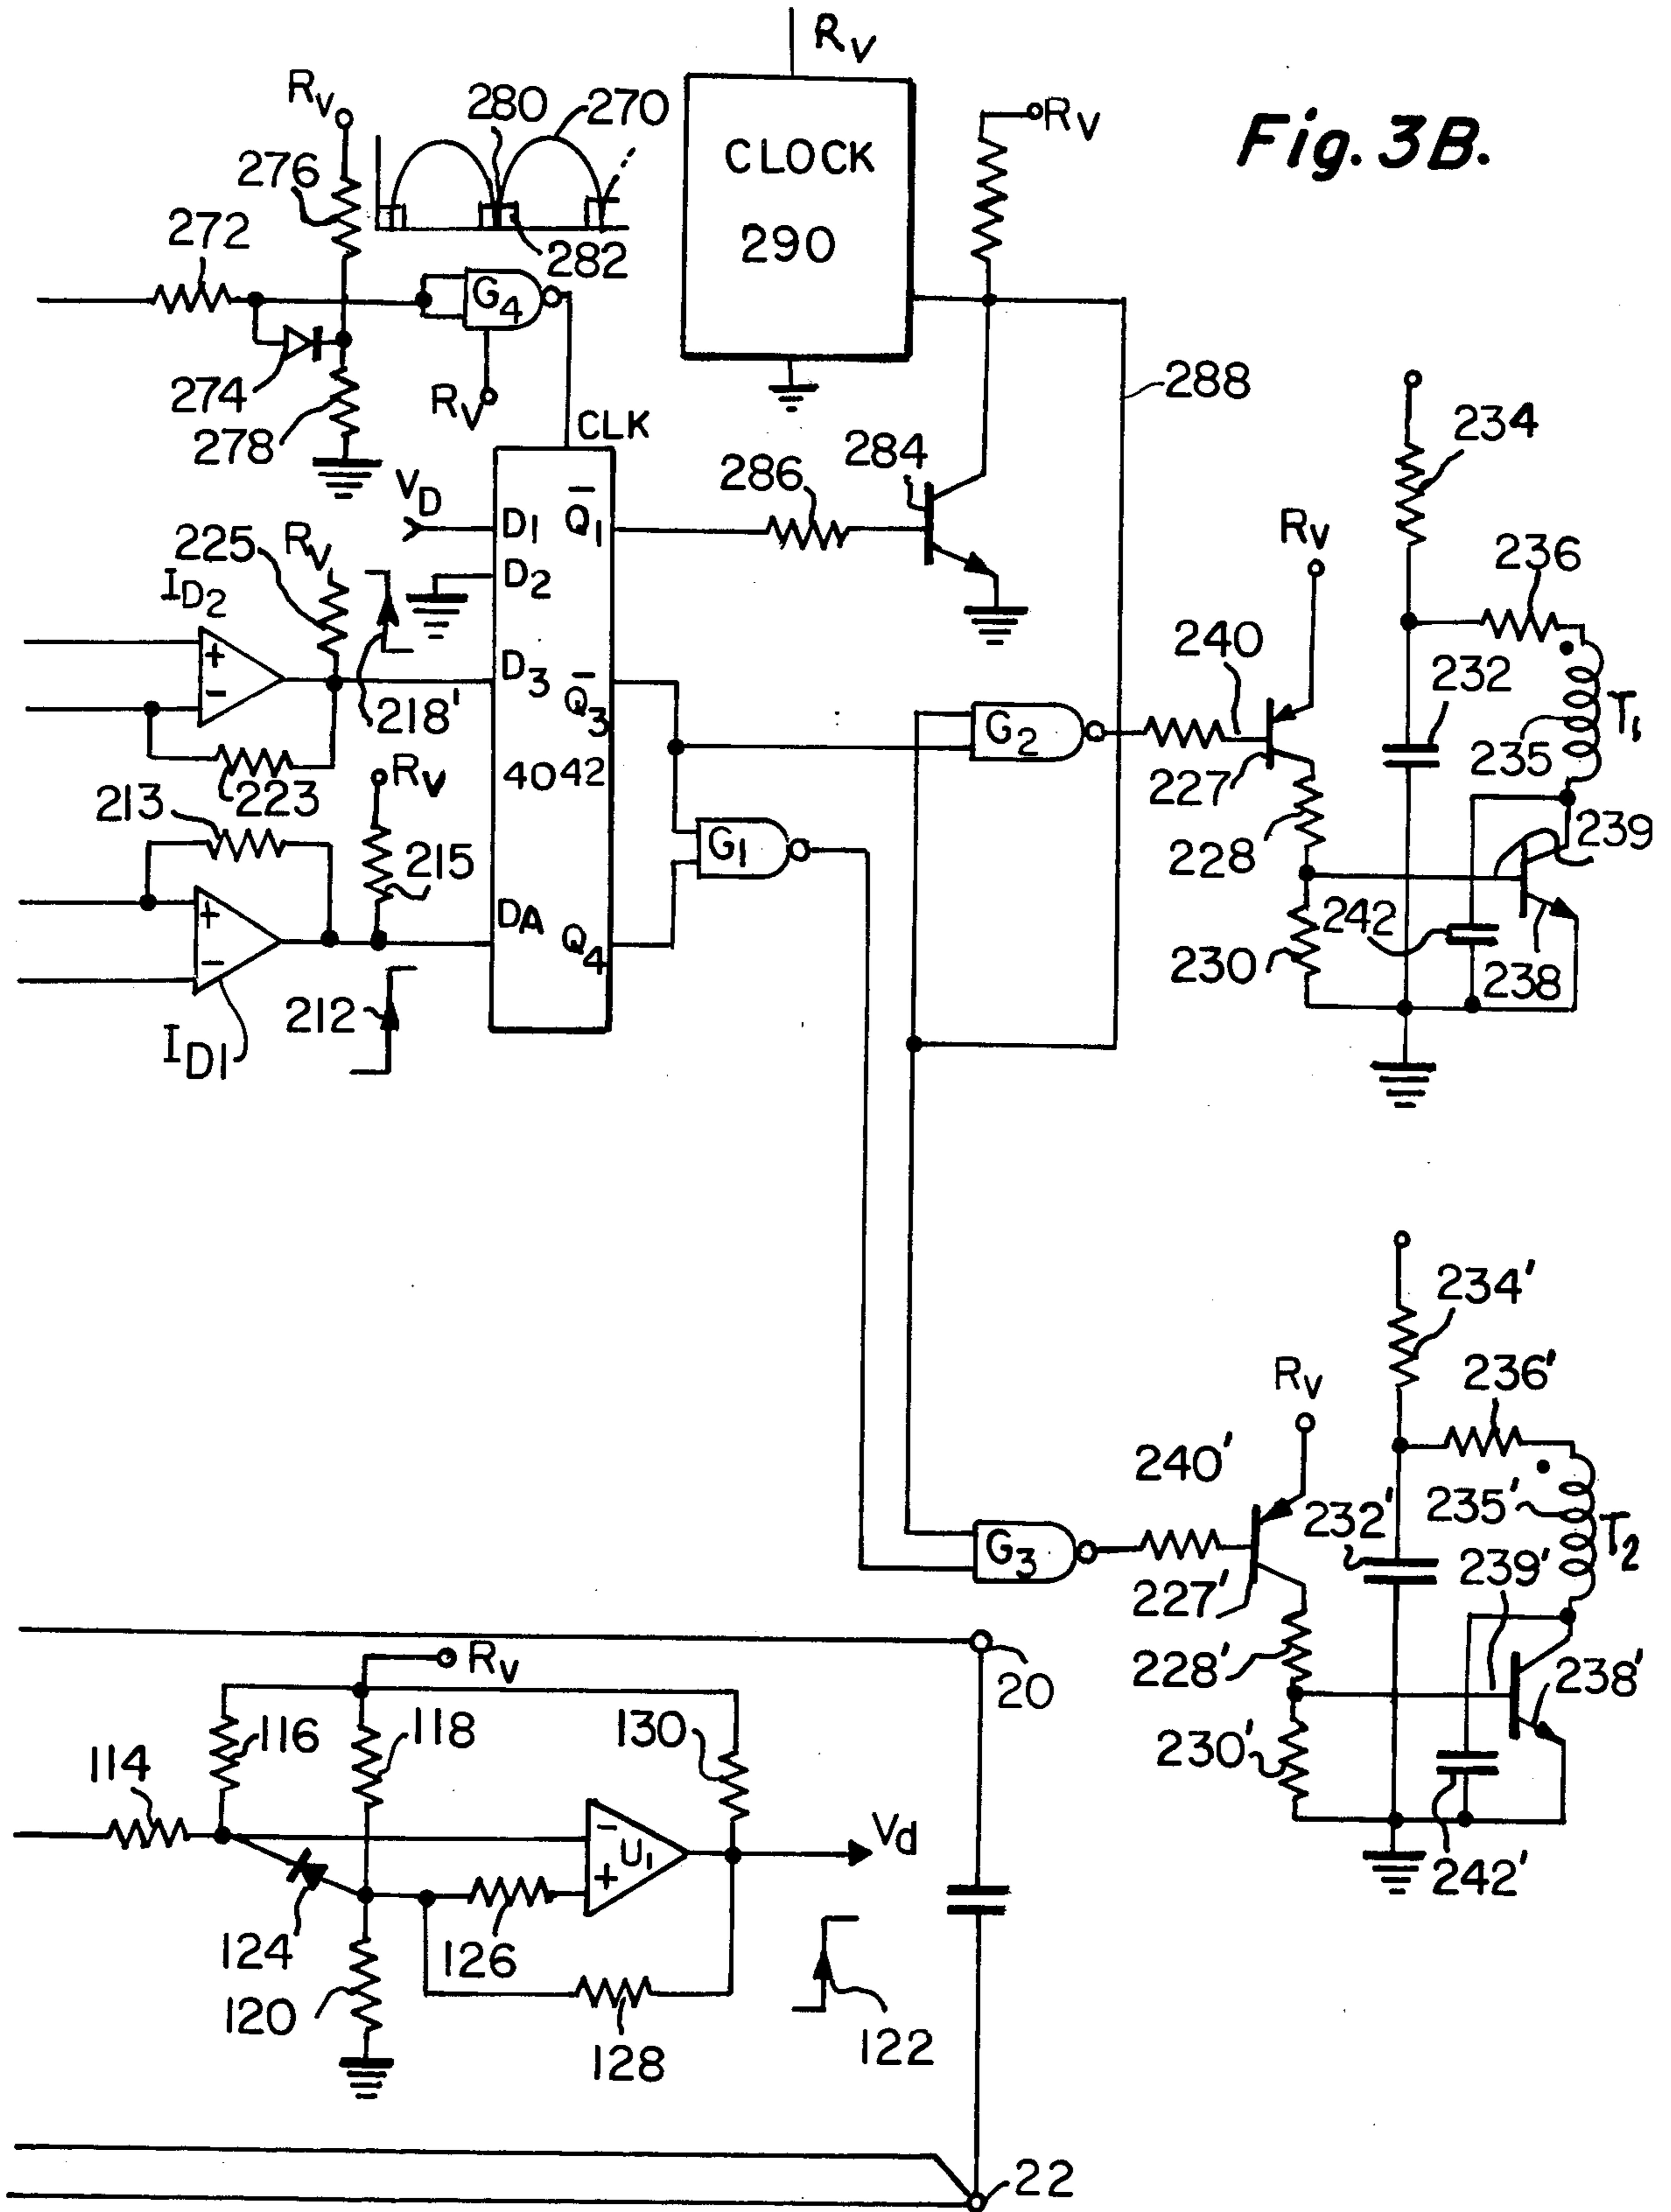 Fig. 3B.
Rv
CLOCK
290
Rv
Rv
280
270
276
272
282
G4
274
278
Rv
CLK
288
VD
286
284
D1
Q̅1
D2
225
Rv
ID2
+
-
218'
D3
Q̅3
223
4042
213
Rv
215
G1
G2
+
-
DA
Q4
212
ID1
234
Rv
236
240
232
T1
235
227
228
239
242
230
238
234'
Rv
236'
240'
232'
235'
T2
G3
239'
227'
228'
238'
230'
242'
20
Rv
116
118
130
114
-
U1
+
Vd
124
126
120
128
122
22